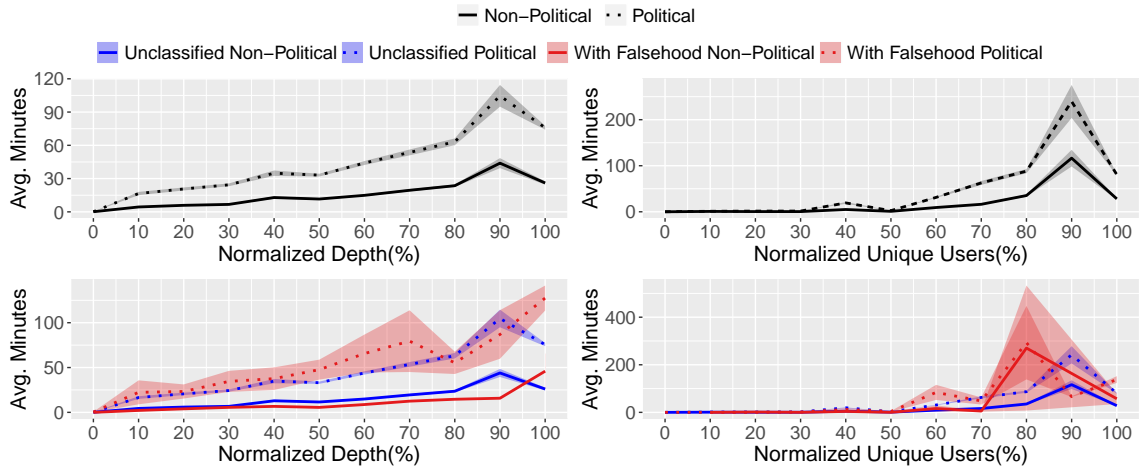 Non−Political Political
Unclassified Non−Political Unclassified Political With Falsehood Non−Political With Falsehood Political
Avg. Minutes
120
90
60
30
0
0 10 20 30 40 50 60 70 80 90 100
Normalized Depth(%)
Avg. Minutes
200
100
0
0 10 20 30 40 50 60 70 80 90 100
Normalized Unique Users(%)
Avg. Minutes
100
50
0
0 10 20 30 40 50 60 70 80 90 100
Normalized Depth(%)
Avg. Minutes
400
200
0
0 10 20 30 40 50 60 70 80 90 100
Normalized Unique Users(%)